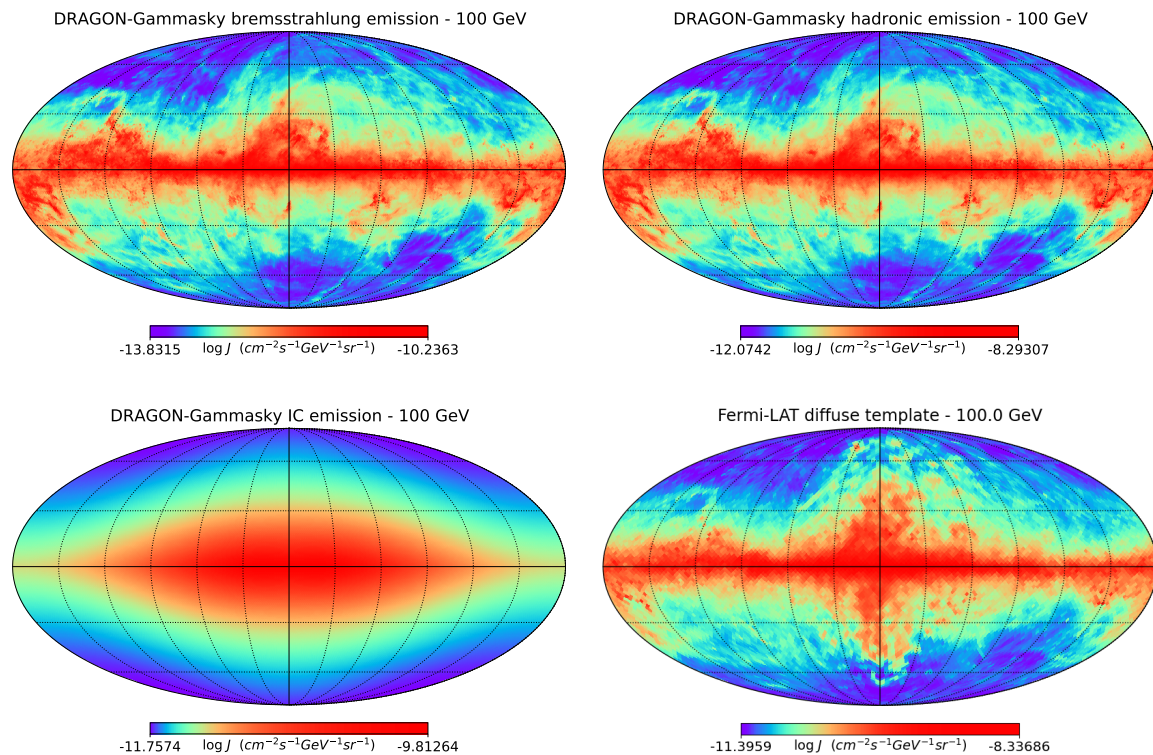 DRAGON-Gammasky bremsstrahlung emission - 100 GeV
-13.8315 log J (cm−2s−1GeV−1sr−1) -10.2363
DRAGON-Gammasky hadronic emission - 100 GeV
-12.0742 log J (cm−2s−1GeV−1sr−1) -8.29307
DRAGON-Gammasky IC emission - 100 GeV
-11.7574 log J (cm−2s−1GeV−1sr−1) -9.81264
Fermi-LAT diffuse template - 100.0 GeV
-11.3959 log J (cm−2s−1GeV−1sr−1) -8.33686